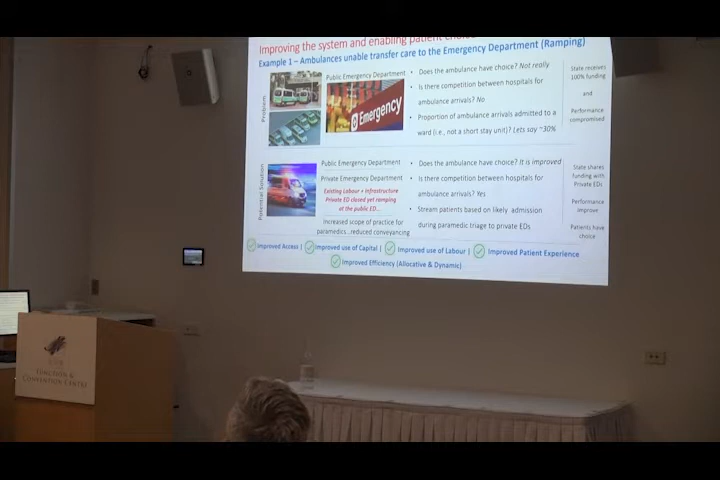 Improving the system and enabling patient choice
Example 1 – Ambulances unable transfer care to the Emergency Department (Ramping)
Problem
Public Emergency Department
Emergency
• Does the ambulance have choice? Not really
• Is there competition between hospitals for
ambulance arrivals? No
• Proportion of ambulance arrivals admitted to a
ward (i.e., not a short stay unit)? Lets say ~30%
State receives
100% funding
and
Performance
compromised
Potential Solution
Public Emergency Department
Private Emergency Department
Existing Labour + infrastructure
Private ED closed yet ramping
at the public ED...
Increased scope of practice for
paramedics ..reduced conveyancing
• Does the ambulance have choice? It is improved
• Is there competition between hospitals for
ambulance arrivals? Yes
• Stream patients based on likely admission
during paramedic triage to private EDs
State shares
funding with
Private EDs
Performance
improve
Patients have
choice
Improved Access | Improved use of Capital | Improved use of Labour | Improved Patient Experience
Improved Efficiency (Allocative & Dynamic)
FUNCTION &
CONVENTION CENTRE